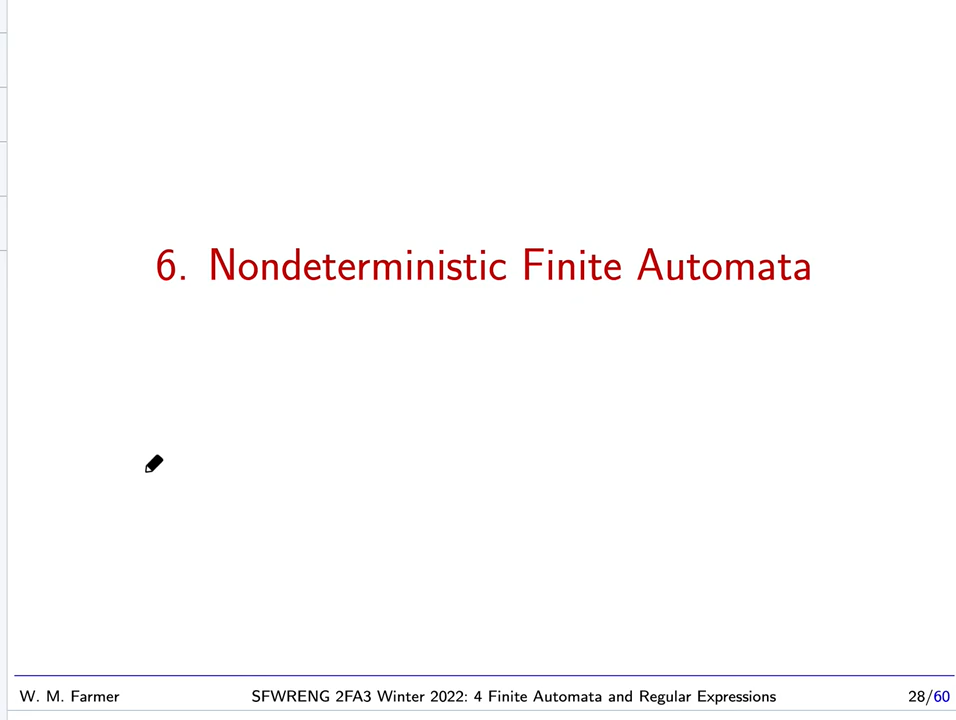 6. Nondeterministic Finite Automata
W. M. Farmer SFWRENG 2FA3 Winter 2022: 4 Finite Automata and Regular Expressions 28/60